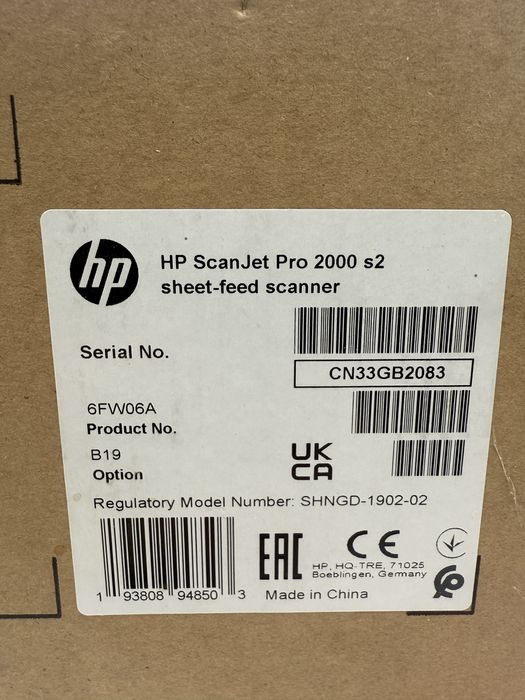 hp
HP ScanJet Pro 2000 s2
sheet-feed scanner
Serial No.
CN33GB2083
6FW06A
Product No.
B19
Option
UK
CA
Regulatory Model Number: SHNGD-1902-02
EAC CE
HP, HQ-TRE, 71025
Boeblingen, Germany
1 93808 94850 3
Made in China